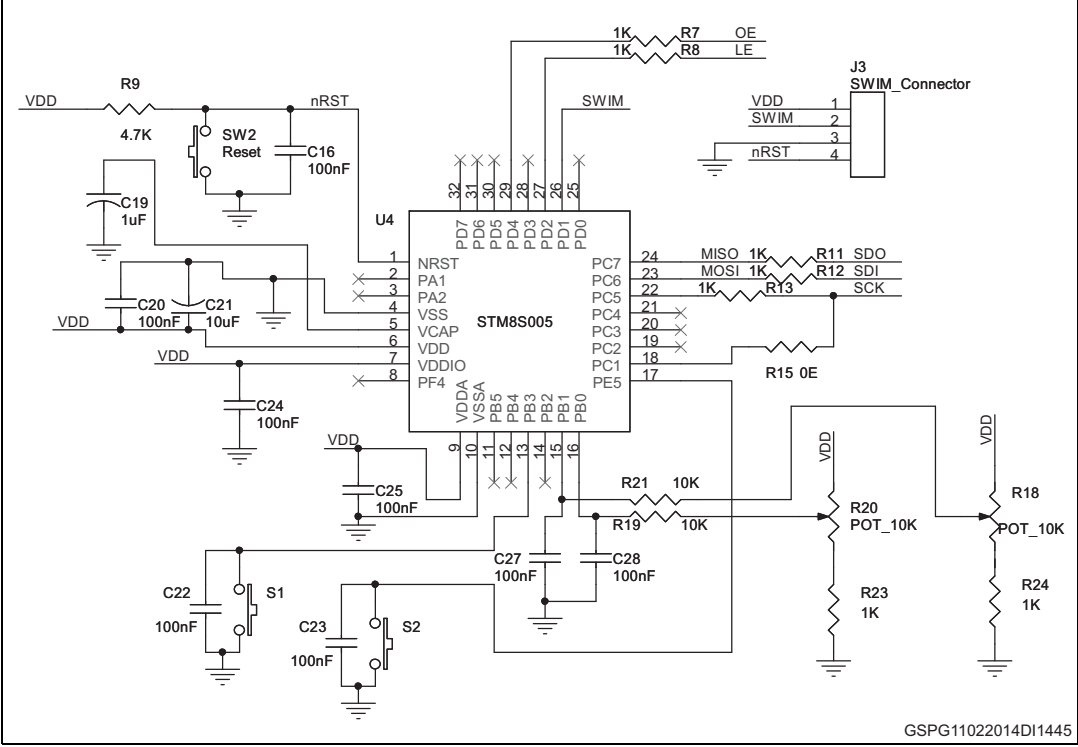 1K R7 OE
1K R8 LE
J3
SWIM_Connector
R9
VDD
4.7K
nRST
SW2
Reset
C16
100nF
SWIM
VDD 1
SWIM 2
3
nRST 4
C19
1uF
U4
32 31 30 29 28 27 26 25
PD7 PD6 PD5 PD4 PD3 PD2 PD1 PD0
1 NRST
2 PA1
3 PA2
4 VSS
5 VCAP
6 VDD
7 VDDIO
8 PF4
STM8S005
PC7 24 MISO 1K R11 SDO
PC6 23 MOSI 1K R12 SDI
PC5 22 1K R13 SCK
PC4 21
PC3 20
PC2 19
PC1 18
PE5 17
R15 0E
C20
100nF
C21
10uF
VDD
VDD
C24
100nF
VDDA VSSA PB5 PB4 PB3 PB2 PB1 PB0
9 10 11 12 13 14 15 16
VDD
C25
100nF
R21 10K
R19 10K
VDD
R20
POT_10K
VDD
R18
POT_10K
C27
100nF
C28
100nF
R23
1K
R24
1K
C22
100nF
S1
C23
100nF
S2
GSPG11022014DI1445